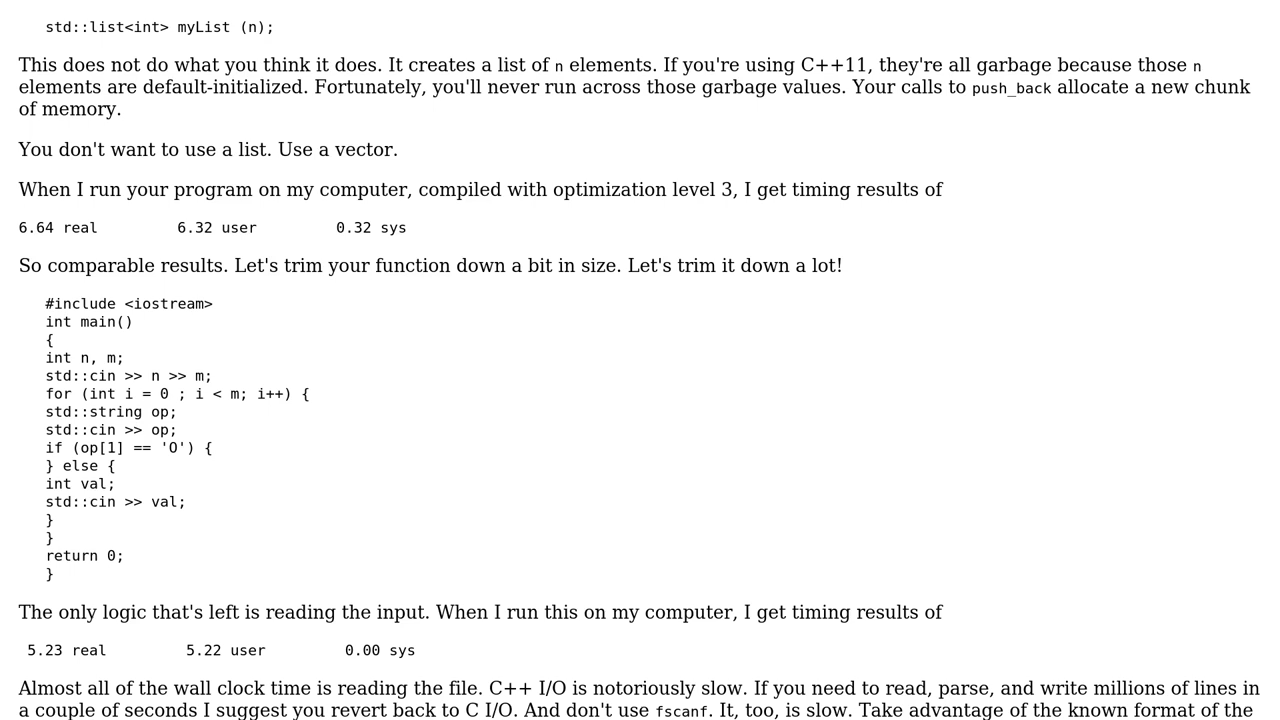 std::list<int> myList (n);
This does not do what you think it does. It creates a list of n elements. If you're using C++11, they're all garbage because those n
elements are default-initialized. Fortunately, you'll never run across those garbage values. Your calls to push_back allocate a new chunk
of memory.
You don't want to use a list. Use a vector.
When I run your program on my computer, compiled with optimization level 3, I get timing results of
6.64 real         6.32 user         0.32 sys
So comparable results. Let's trim your function down a bit in size. Let's trim it down a lot!
#include <iostream>
int main()
{
int n, m;
std::cin >> n >> m;
for (int i = 0 ; i < m; i++) {
std::string op;
std::cin >> op;
if (op[1] == 'O') {
} else {
int val;
std::cin >> val;
}
}
return 0;
}
The only logic that's left is reading the input. When I run this on my computer, I get timing results of
5.23 real         5.22 user         0.00 sys
Almost all of the wall clock time is reading the file. C++ I/O is notoriously slow. If you need to read, parse, and write millions of lines in
a couple of seconds I suggest you revert back to C I/O. And don't use fscanf. It, too, is slow. Take advantage of the known format of the